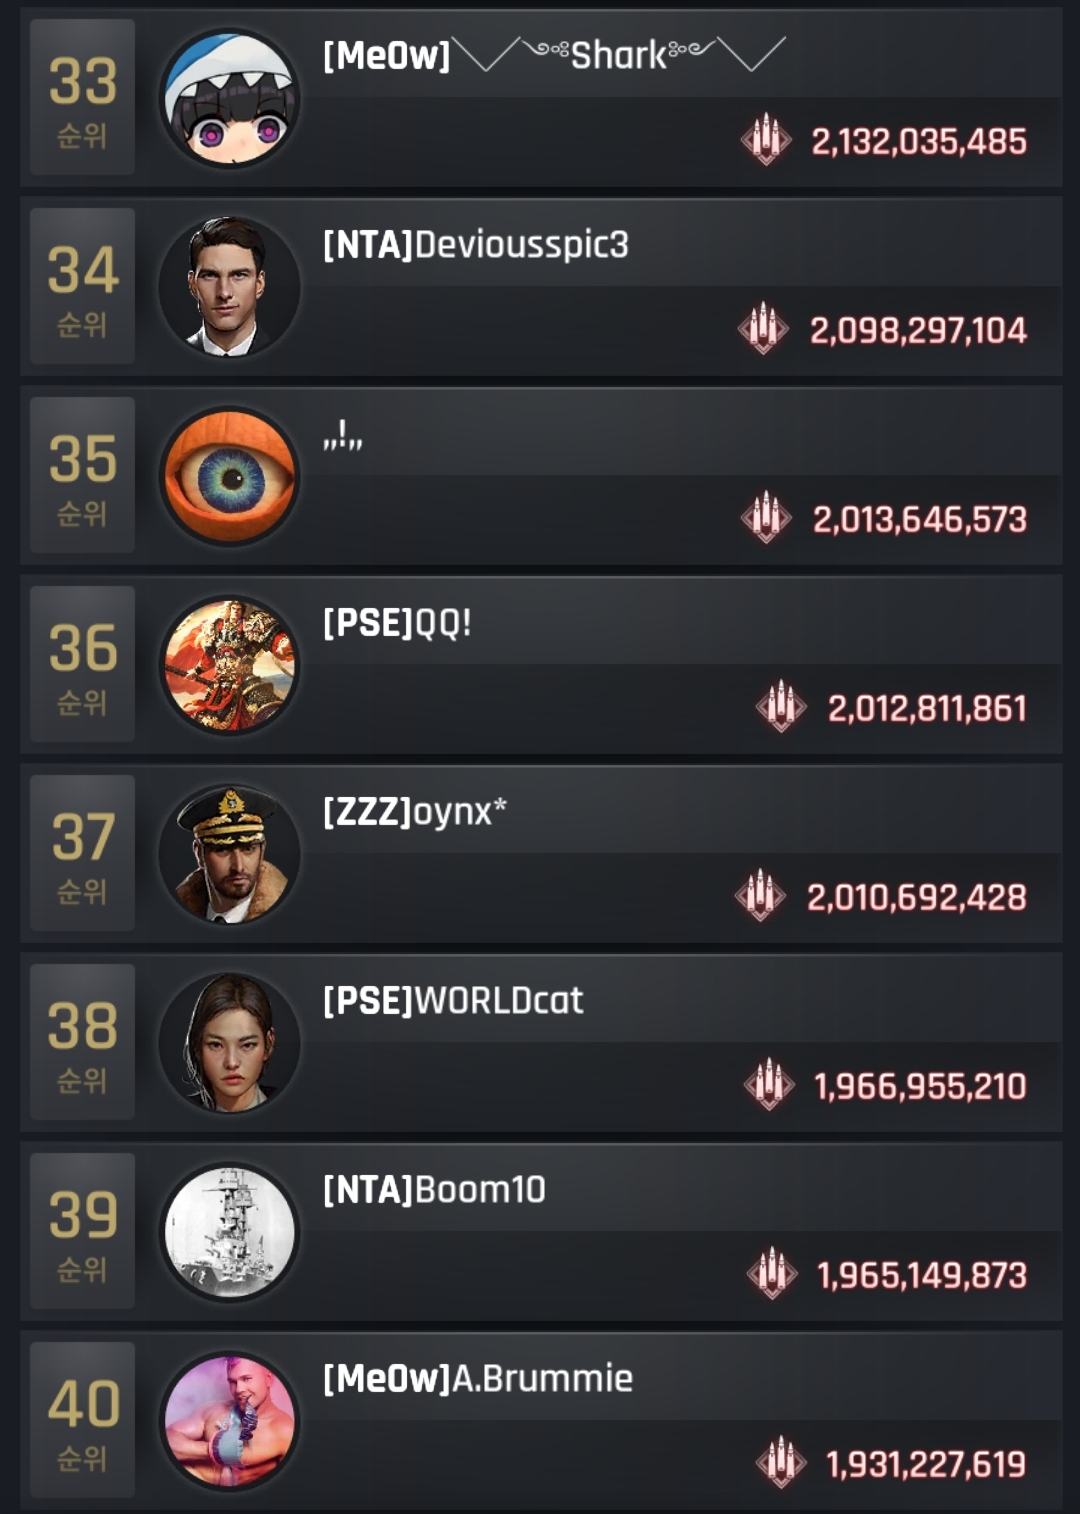 33
순위
[Me0w]╲╱༺Shark༻╲╱
2,132,035,485
34
순위
[NTA]Deviousspic3
2,098,297,104
35
순위
,,!,,
2,013,646,573
36
순위
[PSE]QQ!
2,012,811,861
37
순위
[ZZZ]oynx*
2,010,692,428
38
순위
[PSE]WORLDcat
1,966,955,210
39
순위
[NTA]Boom10
1,965,149,873
40
순위
[Me0w]A.Brummie
1,931,227,619